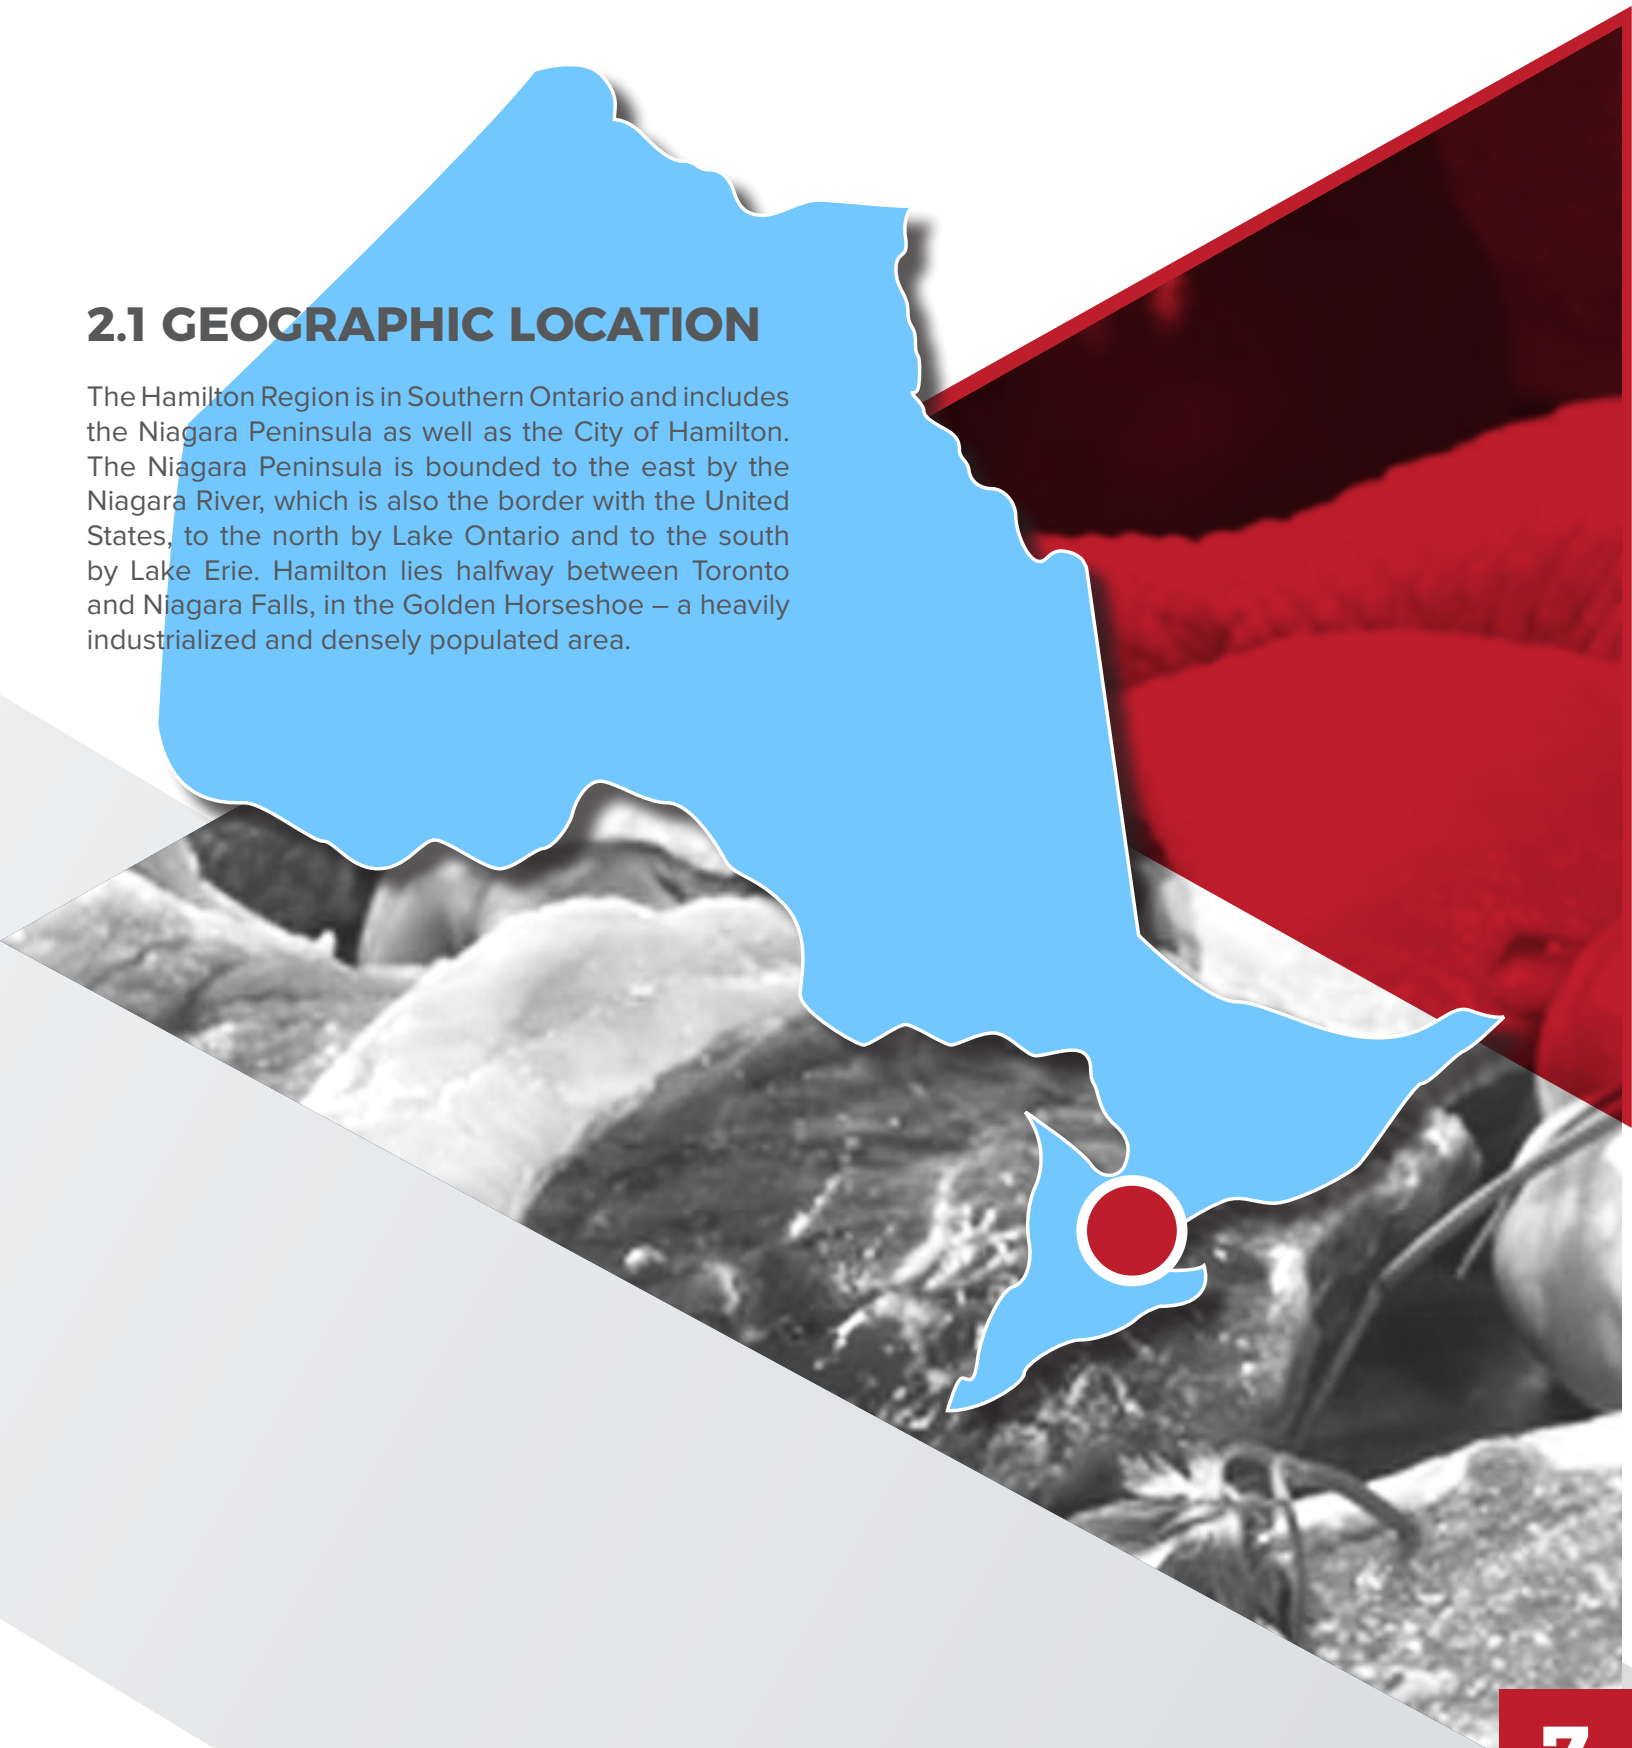 2.1 GEOGRAPHIC LOCATION
The Hamilton Region is in Southern Ontario and includes
the Niagara Peninsula as well as the City of Hamilton.
The Niagara Peninsula is bounded to the east by the
Niagara River, which is also the border with the United
States, to the north by Lake Ontario and to the south
by Lake Erie. Hamilton lies halfway between Toronto
and Niagara Falls, in the Golden Horseshoe – a heavily
industrialized and densely populated area.
7